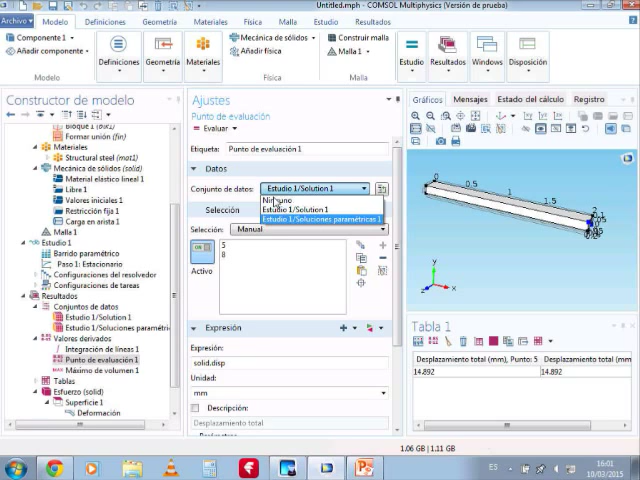 Untitled.mph - COMSOL Multiphysics (Versión de prueba)
Archivo Modelo Definiciones Geometría Materiales Física Malla Estudio Resultados
Componente 1
Añadir componente
Modelo
Definiciones
Geometría
Materiales
Mecánica de sólidos
Añadir física
Física
Construir malla
Malla 1
Malla
Estudio
Resultados
Windows
Disposición
Constructor de modelo
Bloque 1 (blk1)
Formar unión (fin)
Materiales
Structural steel (mat1)
Mecánica de sólidos (solid)
Material elástico lineal 1
Libre 1
Valores iniciales 1
Restricción fija 1
Carga en arista 1
Malla 1
Estudio 1
Barrido paramétrico
Paso 1: Estacionario
Configuraciones del resolvedor
Configuraciones de trabajo
Resultados
Conjuntos de datos
Estudio 1/Solution 1
Estudio 1/Soluciones paramétri
Valores derivados
Integración de líneas 1
Punto de evaluación 1
Máximo de volumen 1
Tablas
Esfuerzo (solid)
Superficie 1
Deformación
Ajustes
Punto de evaluación
Evaluar
Etiqueta: Punto de evaluación 1
Datos
Conjunto de datos: Estudio 1/Solution 1
Ninguno
Estudio 1/Solution 1
Estudio 1/Soluciones paramétricas 1
Selección
Selección: Manual
5
8
ON
Activo
Expresión
Expresión:
solid.disp
Unidad:
mm
Descripción:
Desplazamiento total
Gráficos Mensajes Estado del cálculo Registro
0
0.5
1
1.5
2
0.1
y
z
x
Tabla 1
Desplazamiento total (mm), Punto: 5 Desplazamiento total (mm
14.892 14.892
1.06 GB | 1.11 GB
ES
16:01
10/03/2015